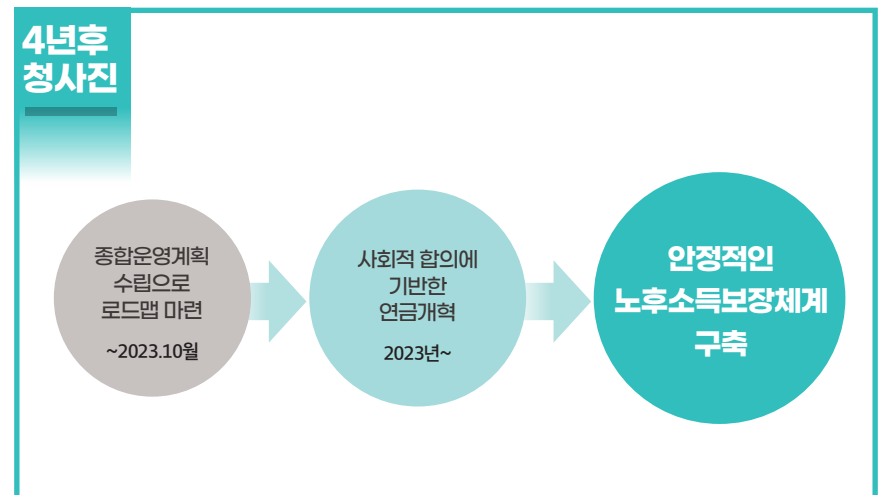 4년후
청사진
종합운영계획
수립으로
로드맵 마련
~2023.10월
사회적 합의에
기반한
연금개혁
2023년~
안정적인
노후소득보장체계
구축